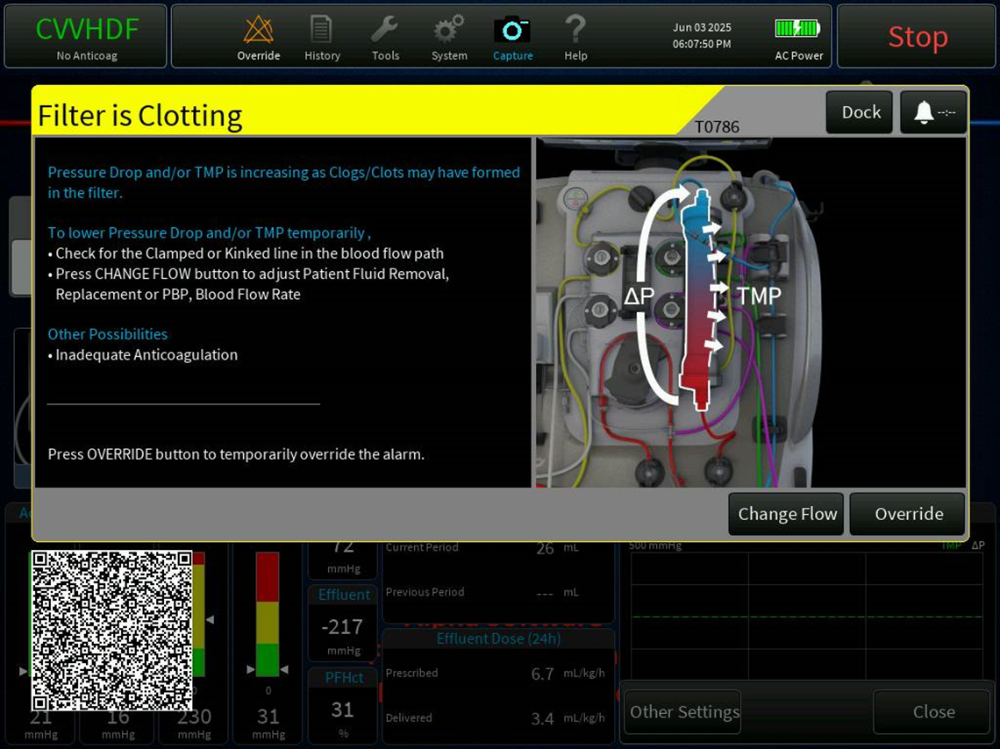 CVVHDF
No Anticoag
Override
History
Tools
System
Capture
Help
Jun 03 2025
06:07:50 PM
AC Power
Stop
Filter is Clotting
T0786
Dock
--:--
Pressure Drop and/or TMP is increasing as Clogs/Clots may have formed
in the filter.
To lower Pressure Drop and/or TMP temporarily ,
• Check for the Clamped or Kinked line in the blood flow path
• Press CHANGE FLOW button to adjust Patient Fluid Removal,
Replacement or PBP, Blood Flow Rate
Other Possibilities
• Inadequate Anticoagulation
Press OVERRIDE button to temporarily override the alarm.
ΔP
TMP
Change Flow
Override
72
mmHg
Effluent
-217
mmHg
PFHct
31
%
21
mmHg
16
mmHg
230
mmHg
0
31
mmHg
Current Period 26 mL
Previous Period --- mL
Effluent Dose (24h)
Prescribed 6.7 mL/kg/h
Delivered 3.4 mL/kg/h
500 mmHg
TMP ΔP
Other Settings
Close